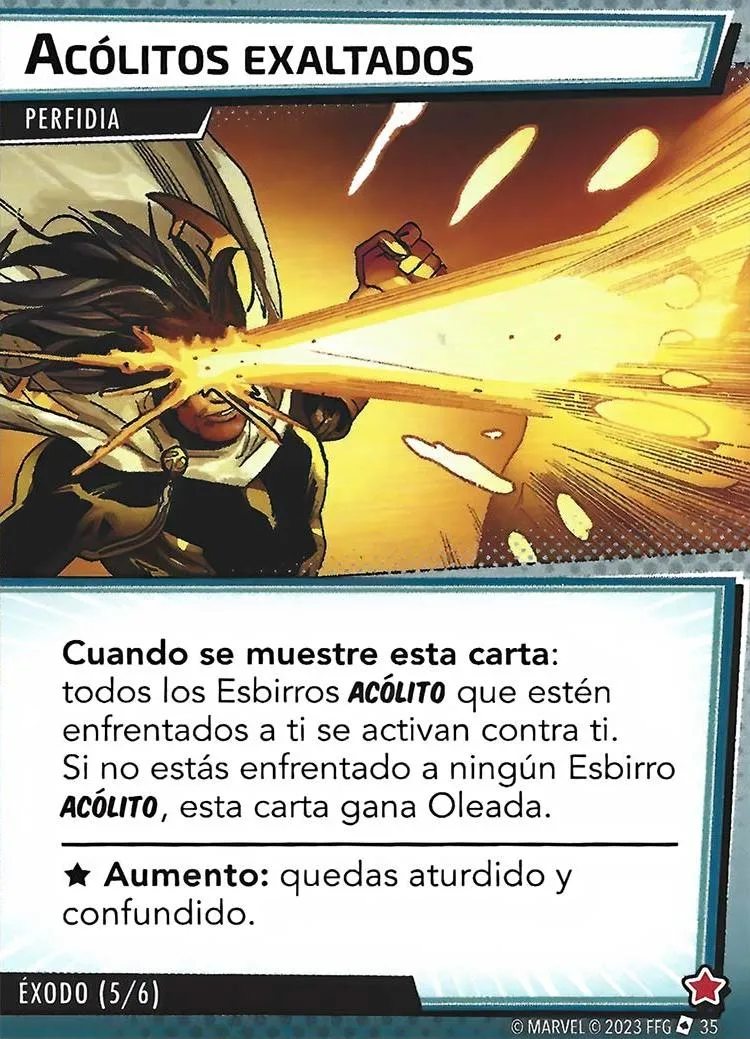 ACÓLITOS EXALTADOS
PERFIDIA
Cuando se muestre esta carta:
todos los Esbirros ACÓLITO que estén
enfrentados a ti se activan contra ti.
Si no estás enfrentado a ningún Esbirro
ACÓLITO, esta carta gana Oleada.
★ Aumento: quedas aturdido y
confundido.
ÉXODO (5/6)
© MARVEL © 2023 FFG 35